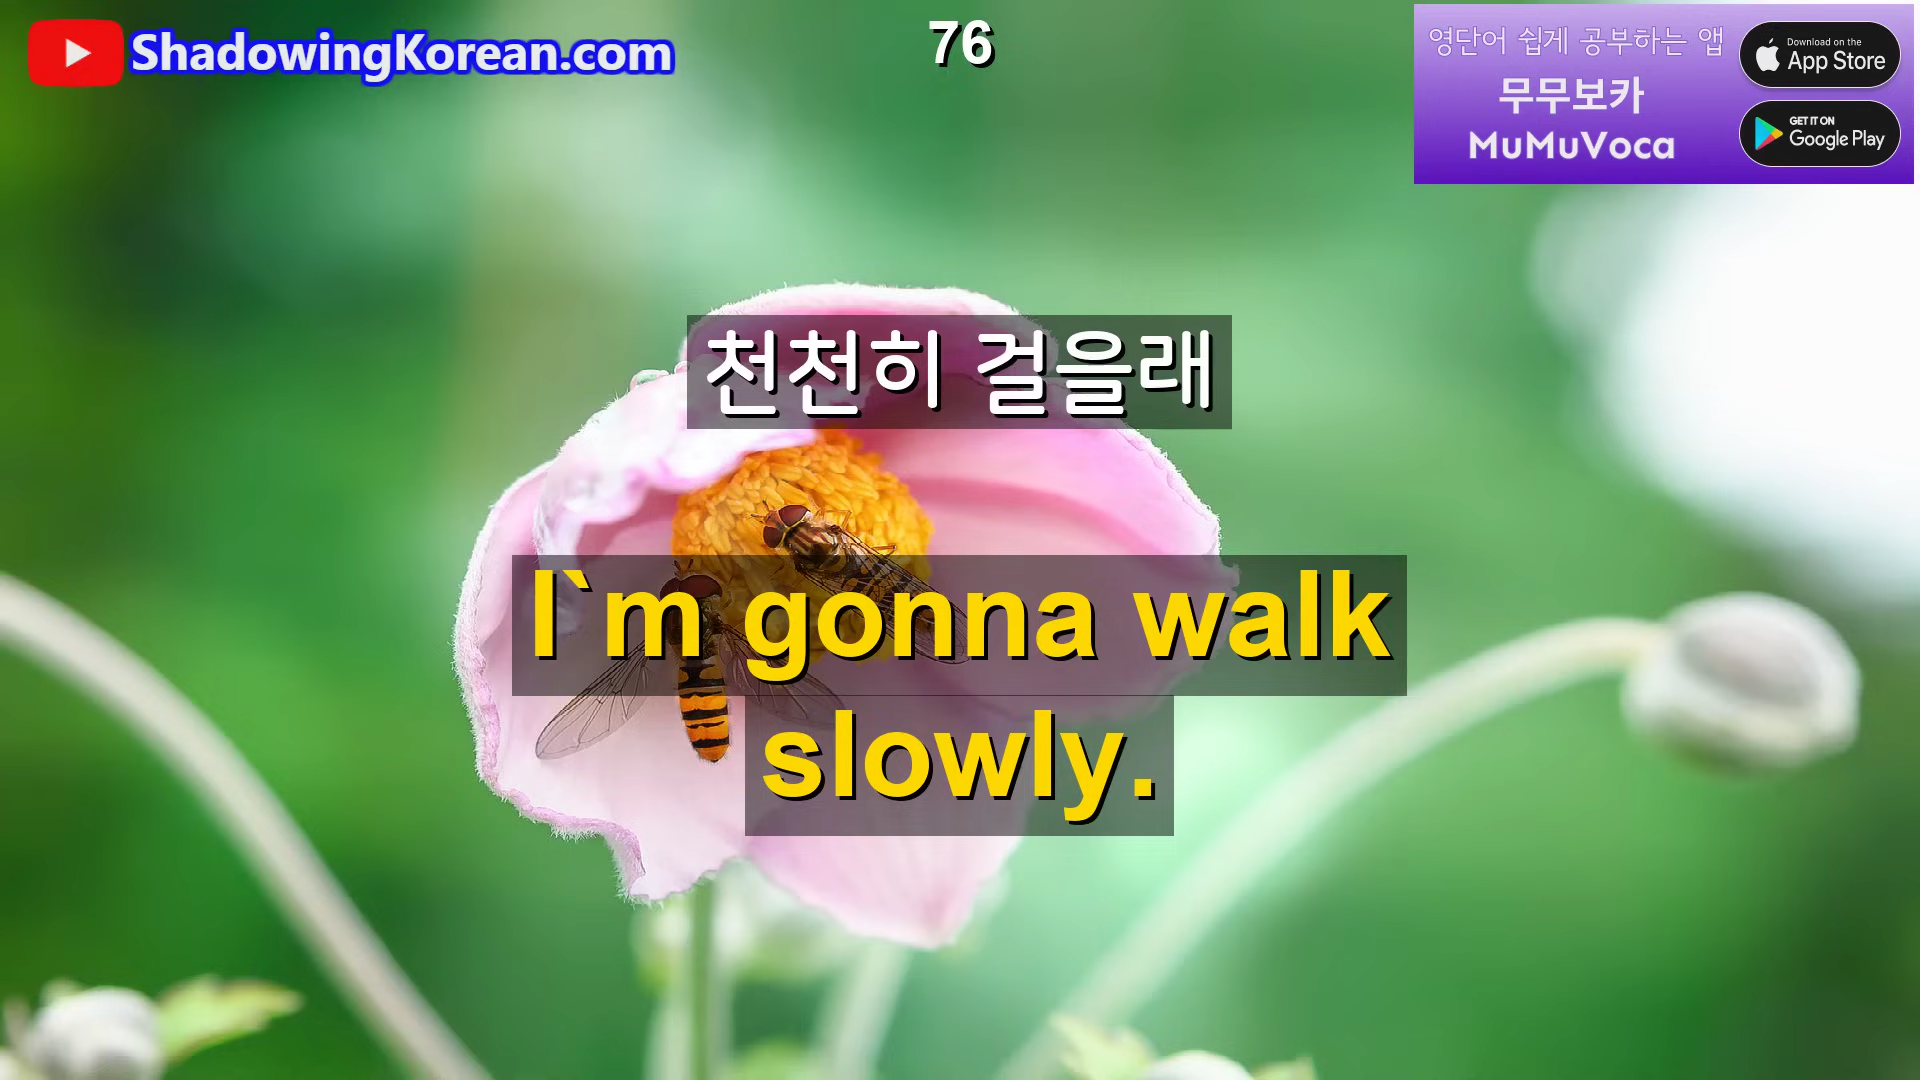 ShadowingKorean.com
76
영단어 쉽게 공부하는 앱
무무보카
MuMuVoca
Download on the
App Store
GET IT ON
Google Play
천천히 걸을래
I`m gonna walk
slowly.